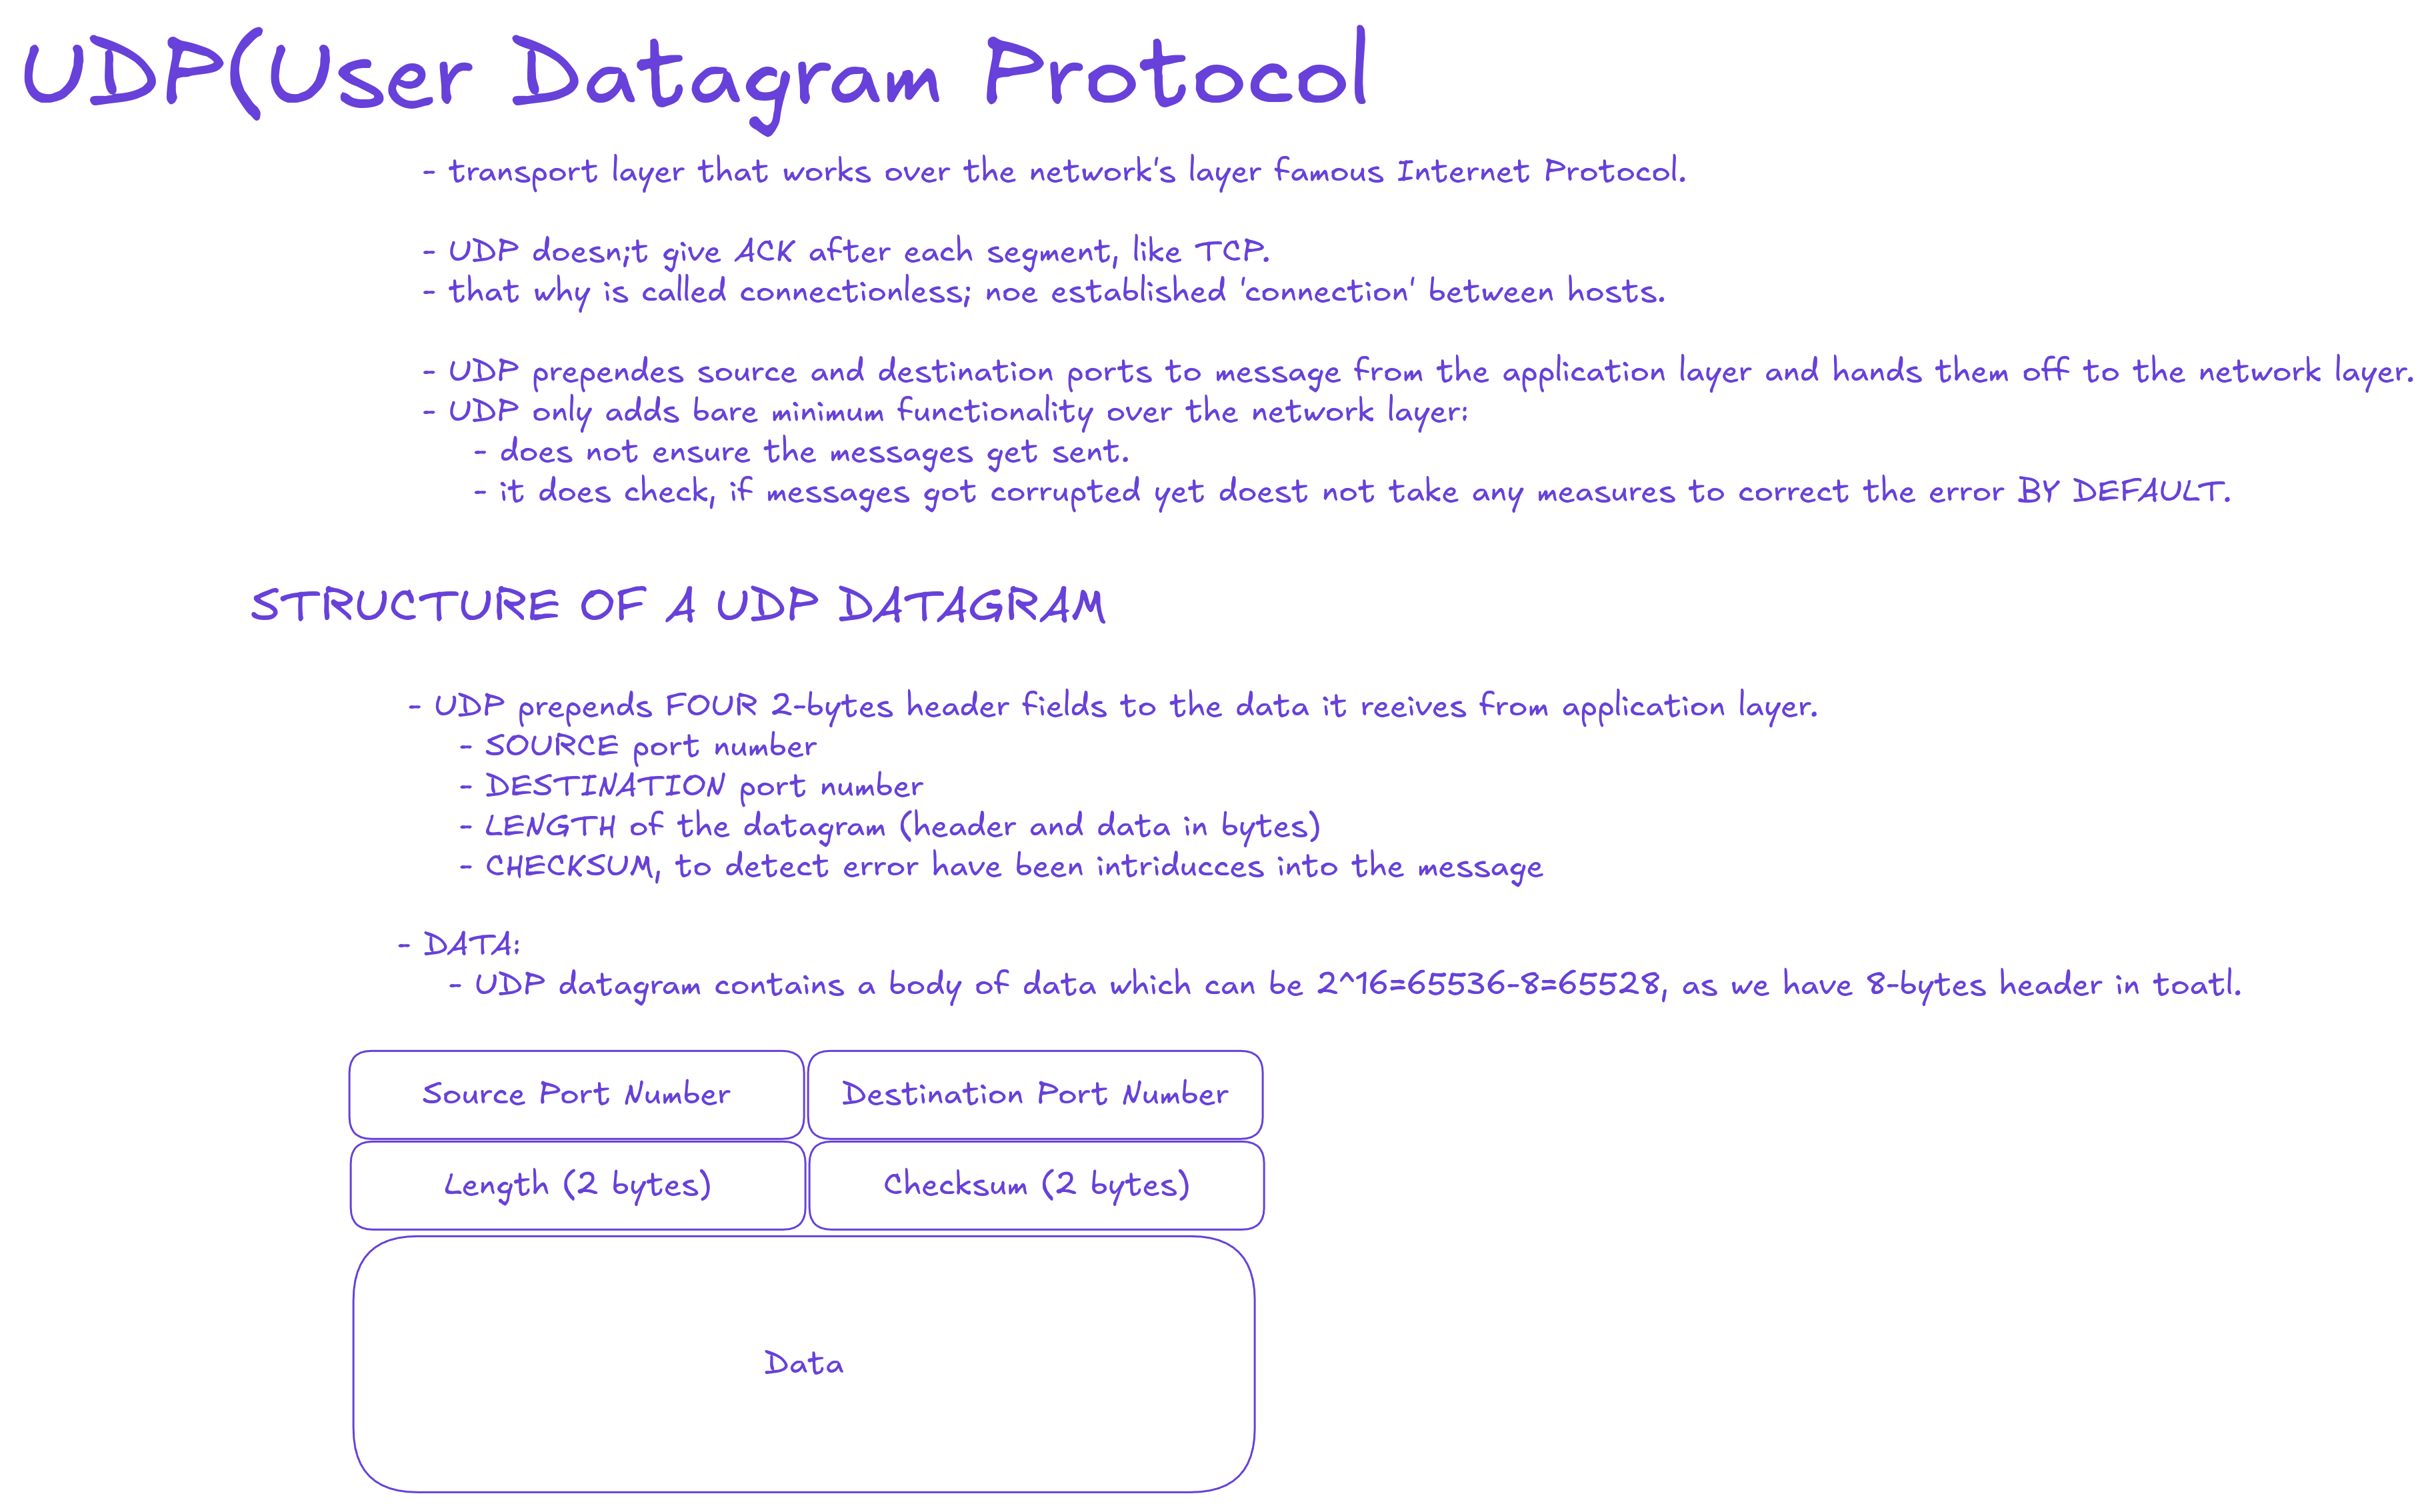 UDP(User Datagram Protocol
- transport layer that works over the network's layer famous Internet Protocol.
- UDP doesn;t give ACK after each segment, like TCP.
- that why is called connectionless; noe established 'connection' between hosts.
- UDP prependes source and destination ports to message from the application layer and hands them off to the network layer.
- UDP only adds bare minimum functionality over the network layer:
- does not ensure the messages get sent.
- it does check, if messages got corrupted yet doest not take any measures to correct the error BY DEFAULT.
STRUCTURE OF A UDP DATAGRAM
- UDP prepends FOUR 2-bytes header fields to the data it reeives from application layer.
- SOURCE port number
- DESTINATION port number
- LENGTH of the datagram (header and data in bytes)
- CHECKSUM, to detect error have been intriducces into the message
- DATA:
- UDP datagram contains a body of data which can be 2^16=65536-8=65528, as we have 8-bytes header in toatl.
Source Port Number
Destination Port Number
Length (2 bytes)
Checksum (2 bytes)
Data